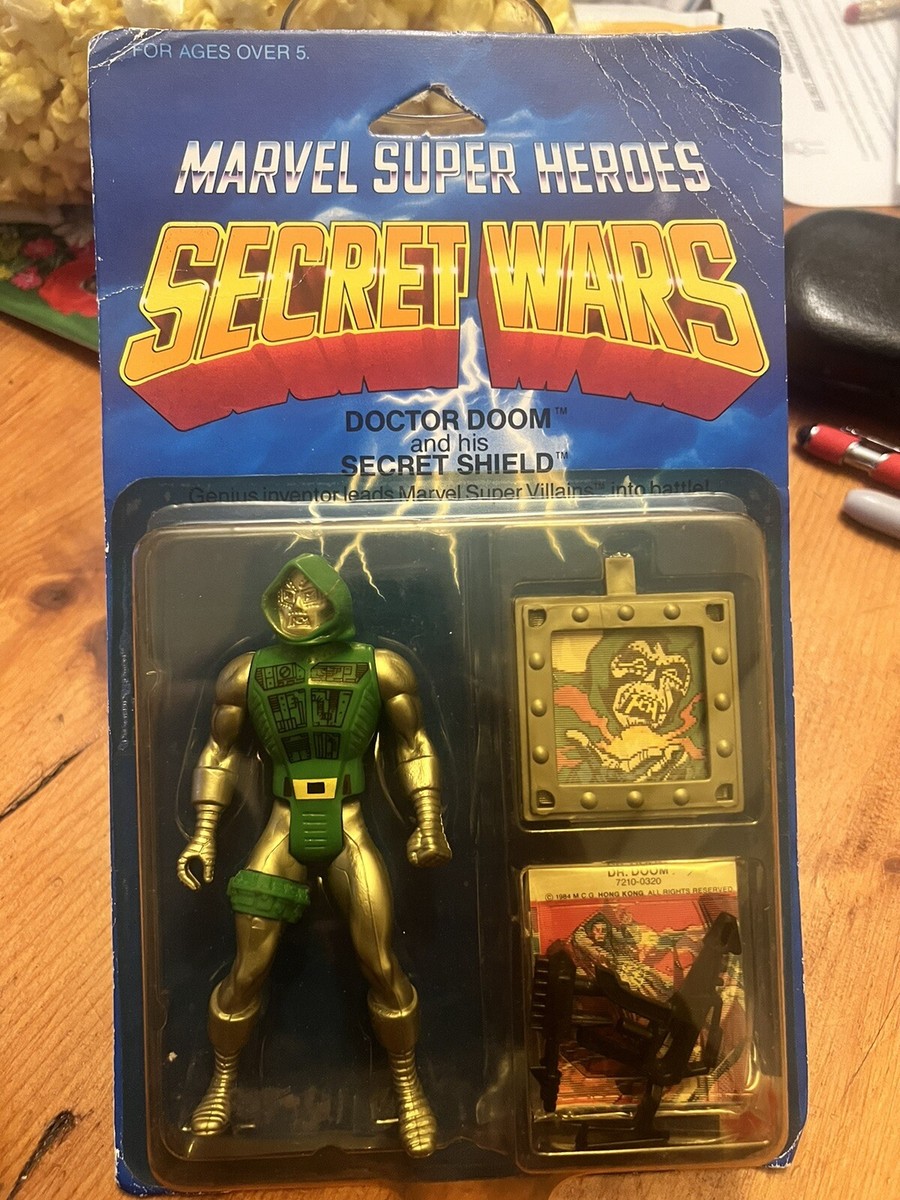 FOR AGES OVER 5.
MARVEL SUPER HEROES
SECRET WARS
DOCTOR DOOM™
and his
SECRET SHIELD™
Genius inventor leads Marvel Super Villains™ into battle!
DR. DOOM
7210-0320
© 1984 M.C.G. HONG KONG. ALL RIGHTS RESERVED.